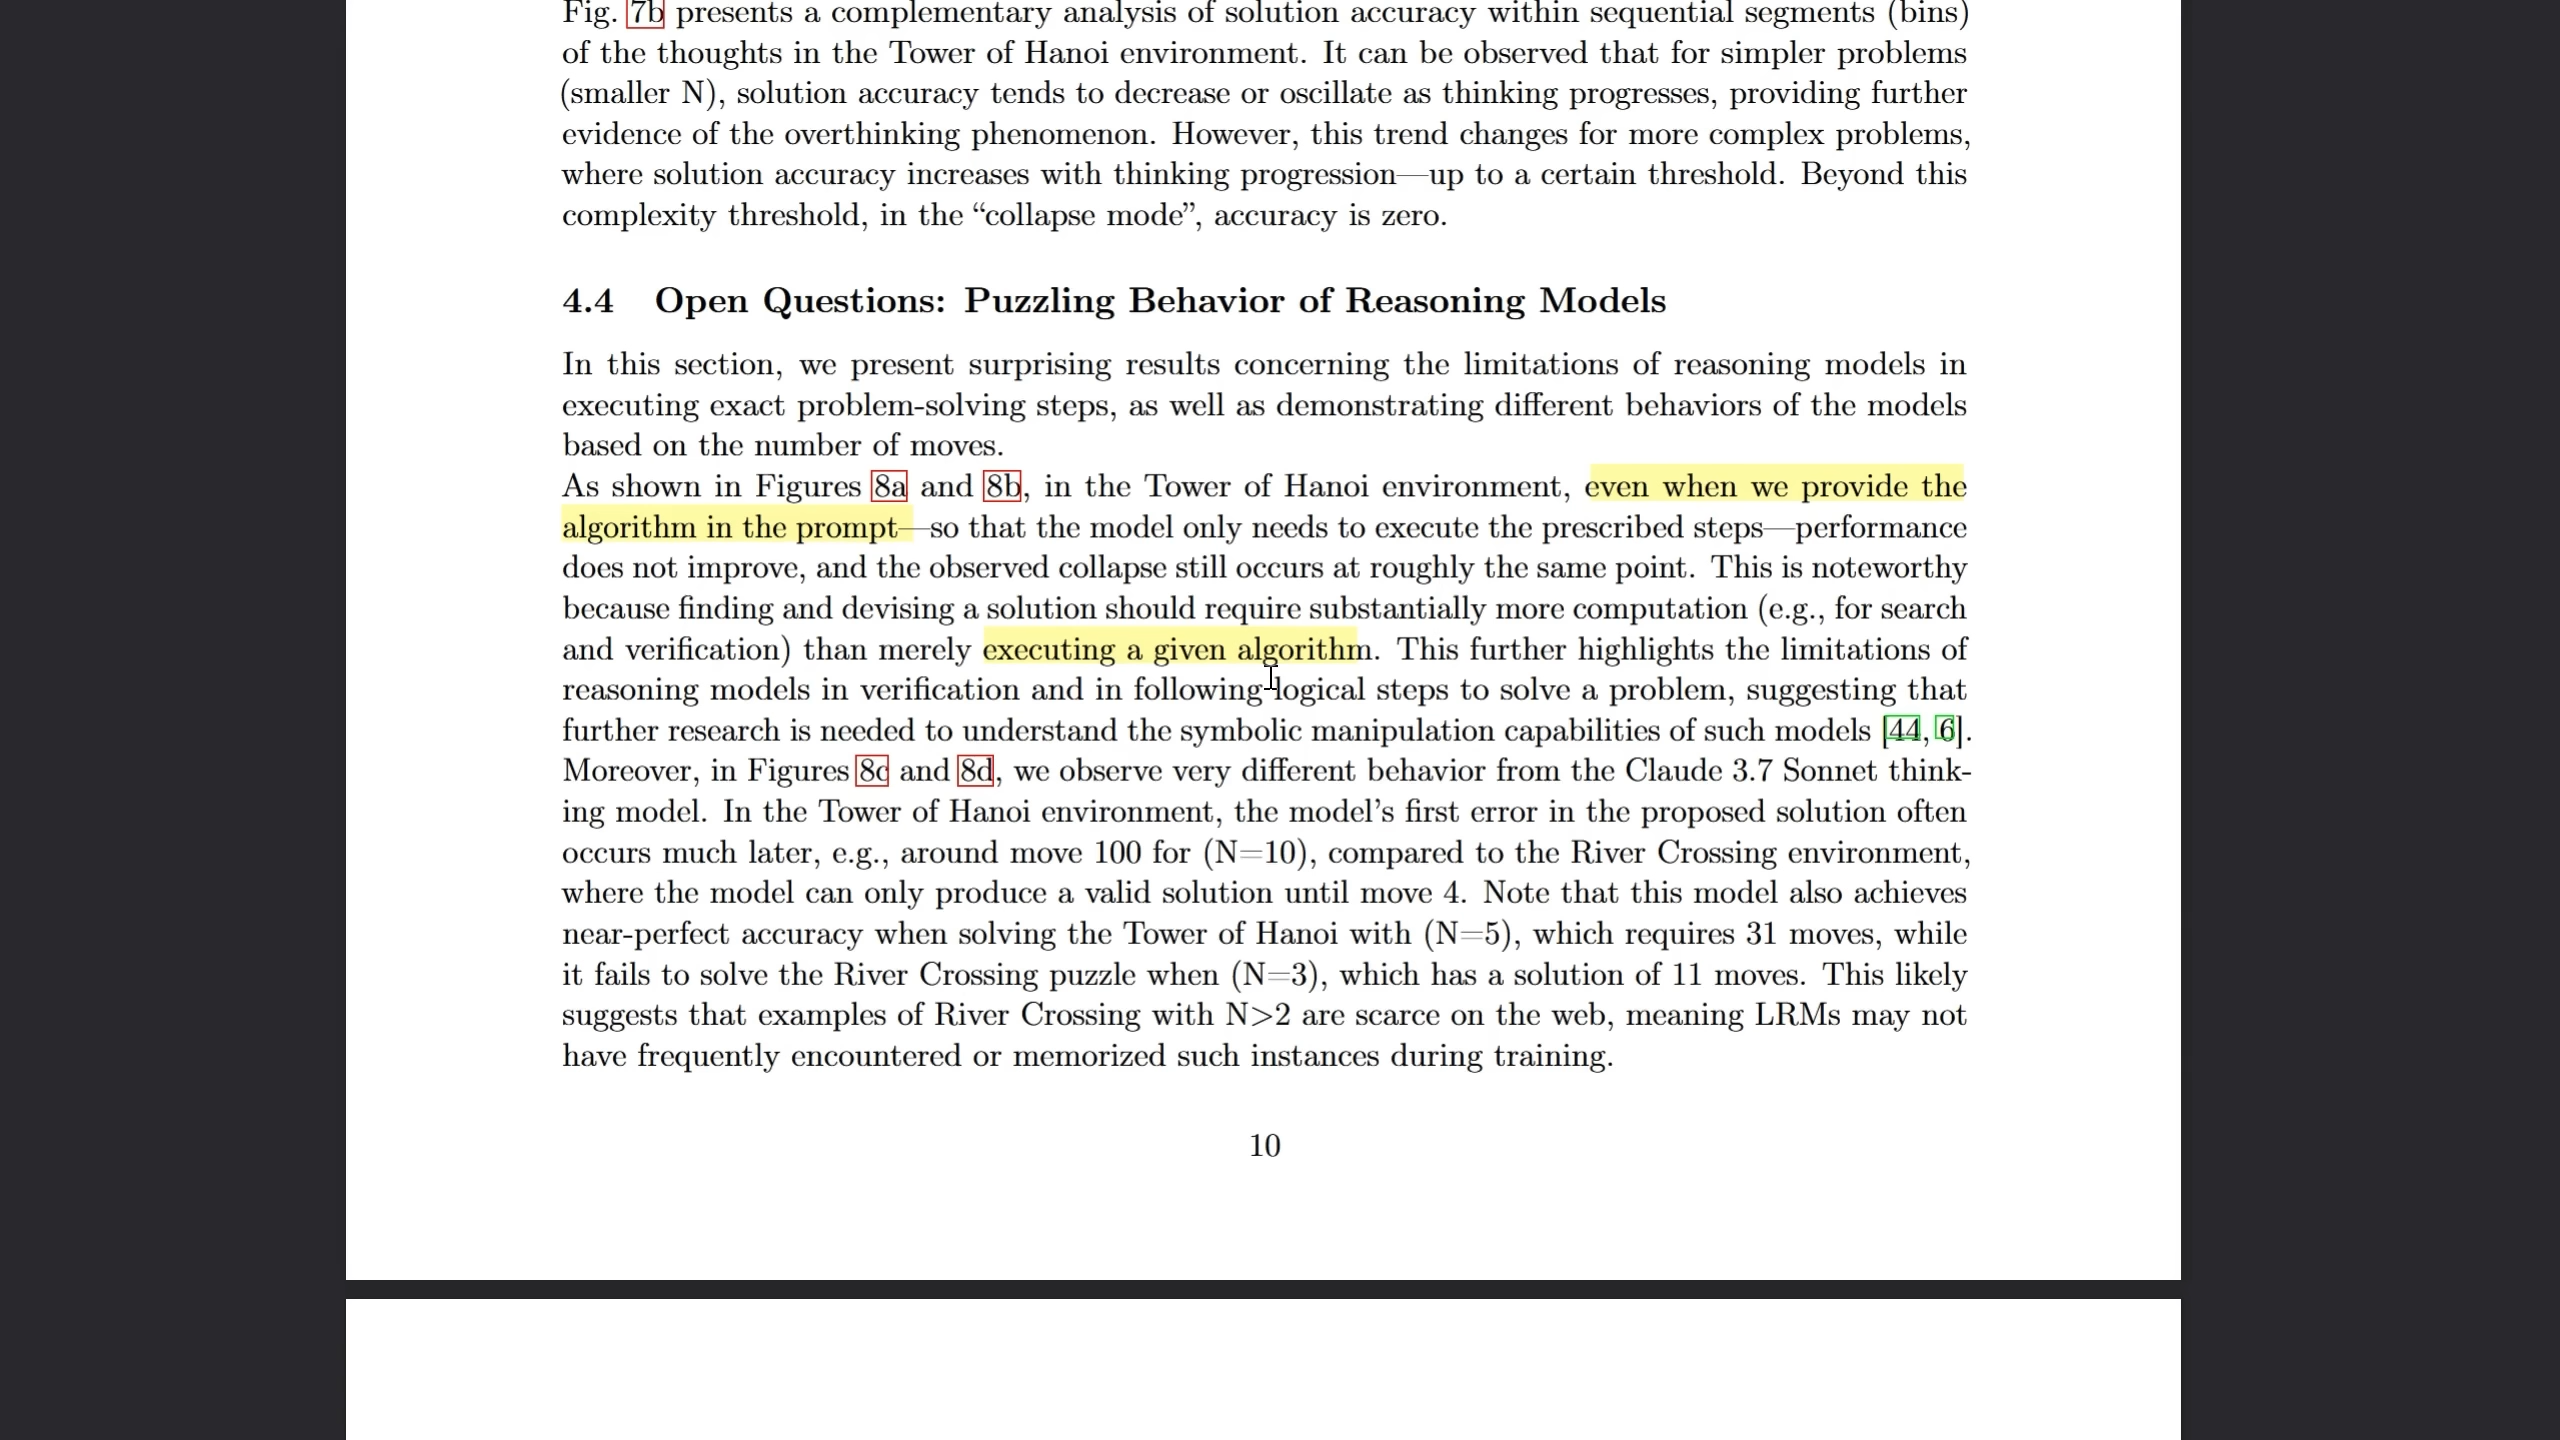 Fig. 7b presents a complementary analysis of solution accuracy within sequential segments (bins)
of the thoughts in the Tower of Hanoi environment. It can be observed that for simpler problems
(smaller N), solution accuracy tends to decrease or oscillate as thinking progresses, providing further
evidence of the overthinking phenomenon. However, this trend changes for more complex problems,
where solution accuracy increases with thinking progression—up to a certain threshold. Beyond this
complexity threshold, in the “collapse mode”, accuracy is zero.
4.4 Open Questions: Puzzling Behavior of Reasoning Models
In this section, we present surprising results concerning the limitations of reasoning models in
executing exact problem-solving steps, as well as demonstrating different behaviors of the models
based on the number of moves.
As shown in Figures 8a and 8b, in the Tower of Hanoi environment, even when we provide the
algorithm in the prompt—so that the model only needs to execute the prescribed steps—performance
does not improve, and the observed collapse still occurs at roughly the same point. This is noteworthy
because finding and devising a solution should require substantially more computation (e.g., for search
and verification) than merely executing a given algorithm. This further highlights the limitations of
reasoning models in verification and in following logical steps to solve a problem, suggesting that
further research is needed to understand the symbolic manipulation capabilities of such models [44, 6].
Moreover, in Figures 8c and 8d, we observe very different behavior from the Claude 3.7 Sonnet think-
ing model. In the Tower of Hanoi environment, the model’s first error in the proposed solution often
occurs much later, e.g., around move 100 for (N=10), compared to the River Crossing environment,
where the model can only produce a valid solution until move 4. Note that this model also achieves
near-perfect accuracy when solving the Tower of Hanoi with (N=5), which requires 31 moves, while
it fails to solve the River Crossing puzzle when (N=3), which has a solution of 11 moves. This likely
suggests that examples of River Crossing with N>2 are scarce on the web, meaning LRMs may not
have frequently encountered or memorized such instances during training.
10